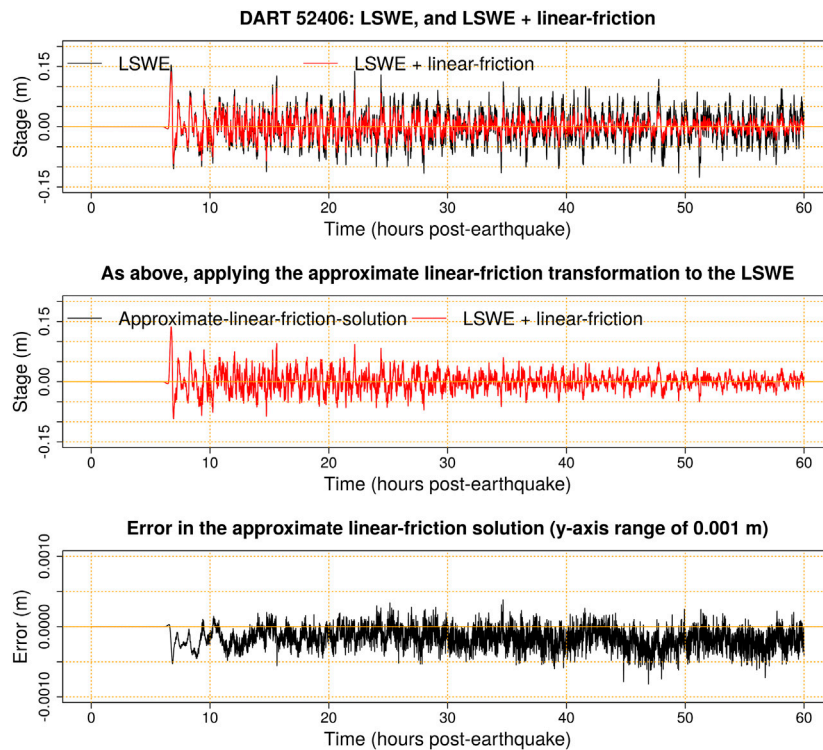 DART 52406: LSWE, and LSWE + linear-friction
LSWE
LSWE + linear-friction
Stage (m)
0.15
0.00
-0.15
0 10 20 30 40 50 60
Time (hours post-earthquake)
As above, applying the approximate linear-friction transformation to the LSWE
Approximate-linear-friction-solution
LSWE + linear-friction
Stage (m)
0.15
0.00
-0.15
0 10 20 30 40 50 60
Time (hours post-earthquake)
Error in the approximate linear-friction solution (y-axis range of 0.001 m)
Error (m)
0.0010
0.0000
-0.0010
0 10 20 30 40 50 60
Time (hours post-earthquake)